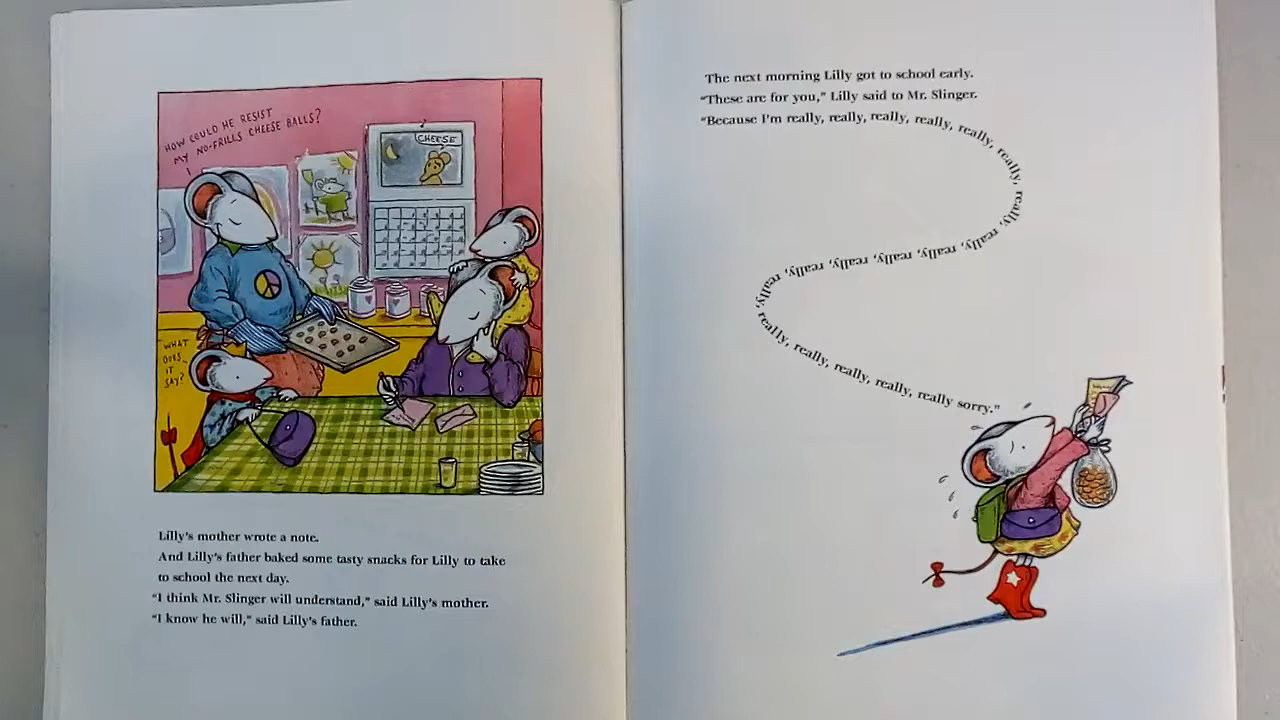 HOW COULD HE RESIST
MY NO-FRILLS CHEESE BALLS?
CHEESE
WHAT
DOES
IT
SAY?
Lilly's mother wrote a note.
And Lilly's father baked some tasty snacks for Lilly to take
to school the next day.
"I think Mr. Slinger will understand," said Lilly's mother.
"I know he will," said Lilly's father.
The next morning Lilly got to school early.
"These are for you," Lilly said to Mr. Slinger.
"Because I'm really, really, really, really, really, really, really, really, really, really, really, really, really, really, really, really, really, really, really, really sorry."